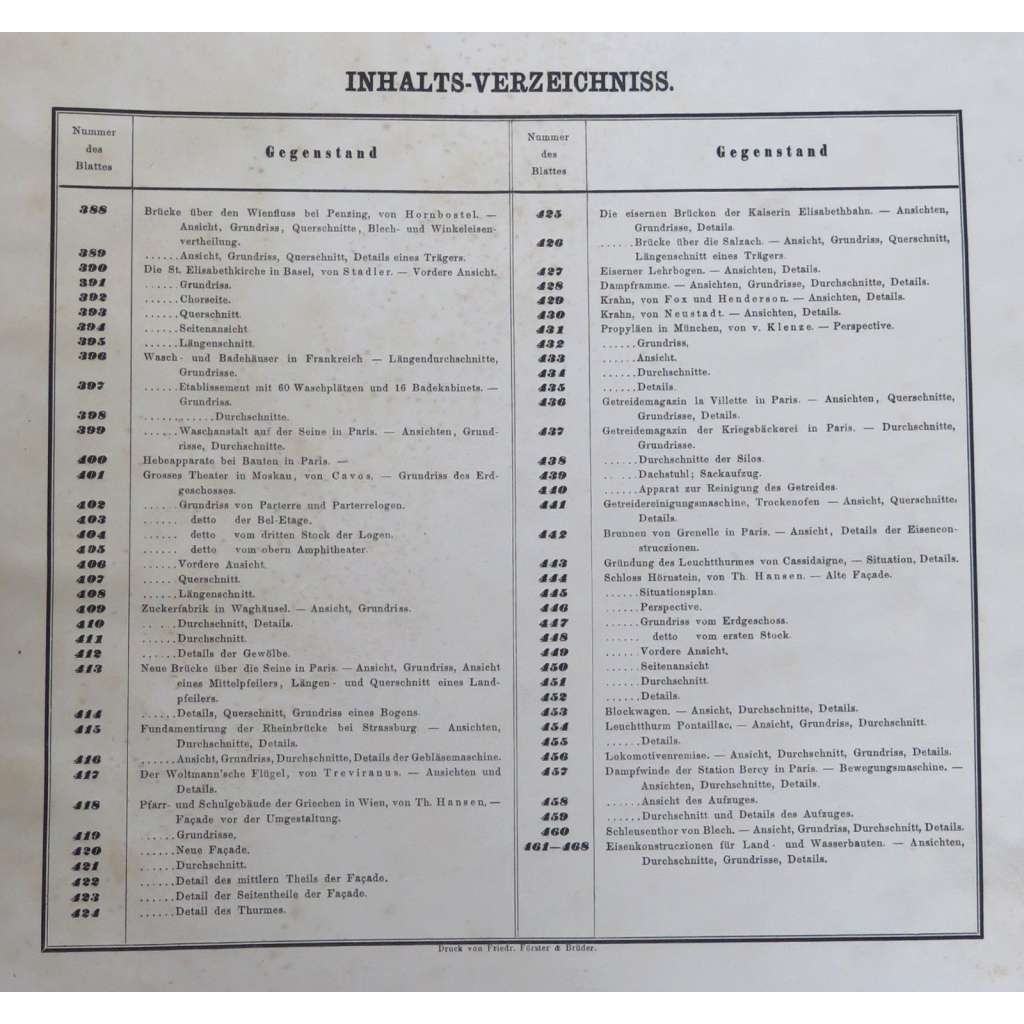 INHALTS-VERZEICHNISS.
Nummer
des
Blattes
Gegenstand
388 Brücke über den Wienfluss bei Penzing, von Hornbostel. —
Ansicht, Grundriss, Querschnitte, Blech- und Winkeleisen-
vertheilung.
389 ......Ansicht, Grundriss, Querschnitt, Details eines Trägers.
390 Die St. Elisabethkirche in Basel, von Stadler. — Vordere Ansicht.
391 ......Grundriss.
392 ......Chorseite.
393 ......Querschnitt.
394 ......Seitenansicht
395 ......Längenschnitt.
396 Wasch- und Badehäuser in Frankreich — Längendurchschnitte,
Grundrisse.
397 ......Etablissement mit 60 Waschplätzen und 16 Badekabinets. —
Grundriss.
398 ............Durchschnitte.
399 ......Waschanstalt auf der Seine in Paris. — Ansichten, Grund-
risse, Durchschnitte.
400 Hebeapparate bei Bauten in Paris. —
401 Grosses Theater in Moskau, von Cavos. — Grundriss des Erd-
geschosses.
402 ......Grundriss von Parterre und Parterrelogen.
403 ...... detto der Bel-Etage.
404 ...... detto vom dritten Stock der Logen.
495 ...... detto vom obern Amphitheater
406 ......Vordere Ansicht.
407 ......Querschnitt.
408 ......Längenschnitt.
409 Zuckerfabrik in Waghäusel. — Ansicht, Grundriss.
410 .. ...Durchschnitt, Details.
411 ......Durchschnitt.
412 ......Details der Gewölbe.
413 Neue Brücke über die Seine in Paris. — Ansicht, Grundriss, Ansicht
eines Mittelpfeilers, Längen- und Querschnitt eines Land-
pfeilers.
414 ......Details, Querschnitt, Grundriss eines Bogens
415 Fundamentirung der Rheinbrücke bei Strassburg — Ansichten,
Durchschnitte, Details.
416 ......Ansicht, Grundriss, Durchschnitte, Details der Gebläsemaschine.
417 Der Woltmann'sche Flügel, von Treviranus. — Ansichten und
Details.
418 Pfarr- und Schulgebäude der Griechen in Wien, von Th. Hansen, —
Façade vor der Umgestaltung.
419 ......Grundrisse,
420 ......Neue Façade.
421 ......Durchschnitt.
422 ......Detail des mittlern Theils der Façade.
423 ......Detail der Seitentheile der Façade.
424 ......Detail des Thurmes.
Nummer
des
Blattes
Gegenstand
425 Die eisernen Brücken der Kaiserin Elisabethbahn. — Ansichten,
Grundrisse, Details.
426 ......Brücke über die Salzach. — Ansicht, Grundriss, Querschnitt,
Längenschnitt eines Trägers.
427 Eiserner Lehrbogen. — Ansichten, Details.
428 Dampframme. — Ansichten, Grundrisse, Durchschnitte, Details.
429 Krahn, von Fox und Henderson. — Ansichten, Details.
430 Krahn, von Neustadt. — Ansichten, Details.
431 Propyläen in München, von v. Klenze. — Perspective.
432 ......Grundriss,
433 ......Ansicht.
434 ......Durchschnitte.
435 ......Details.
436 Getreidemagazin la Villette in Paris. — Ansichten, Querschnitte,
Grundrisse, Details.
437 Getreidemagazin der Kriegsbäckerei in Paris. — Durchschnitte,
Grundrisse.
438 ......Durchschnitte der Silos.
439 ......Dachstuhl; Sackaufzug.
440 ......Apparat zur Reinigung des Getreides.
441 Getreidereinigungsmaschine, Trockenofen — Ansicht, Querschnitte,
Details.
442 Brunnen von Grenelle in Paris. — Ansicht, Details der Eisencon-
strucziónen.
443 Gründung des Leuchtthurmes von Cassidaigne, — Situation, Details.
444 Schloss Hörnstein, von Th. Hansen. — Alte Façade.
445 ......Situationsplan.
446 ......Perspective.
447 ......Grundriss vom Erdgeschoss.
448 ...... detto vom ersten Stock.
449 ......Vordere Ansicht.
450 ......Seitenansicht
451 ......Durchschnitt.
452 ......Details.
453 Blockwagen. — Ansicht, Durchschnitte, Details.
454 Leuchtthurm Pontaillac. — Ansicht, Grundriss, Durchschnitt.
455 ......Details.
456 Lokomotivenremise. — Ansicht, Durchschnitt, Grundriss, Details.
457 Dampfwinde der Station Bercy in Paris. — Bewegungsmaschine. —
Ansichten, Durchschnitte, Details.
458 ......Ansicht des Aufzuges.
459 ......Durchschnitt und Details des Aufzuges.
460 Schleusenthor von Blech. — Ansicht, Grundriss, Durchschnitt, Details.
461—468 Eisenkonstruczionen für Land- und Wasserbauten. — Ansichten,
Durchschnitte, Grundrisse, Details.
Druck von Friedr. Förster & Brüder.